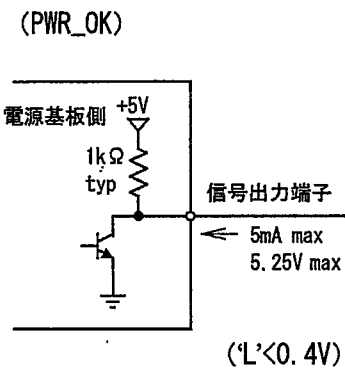 (PWR_OK)
電源基板側
+5V
1kΩ
typ
信号出力端子
5mA max
5.25V max
('L'<0.4V)